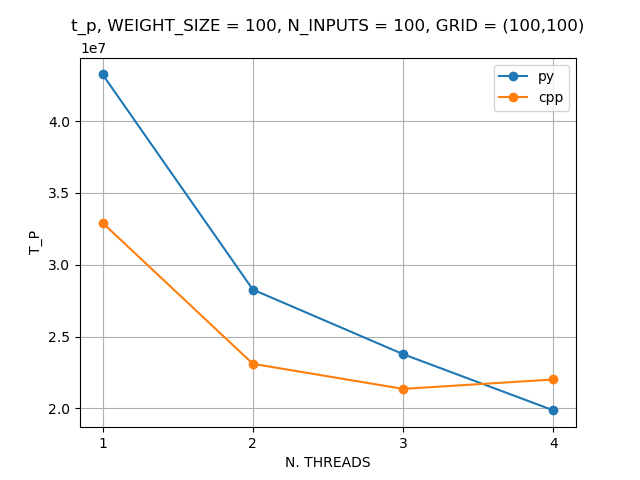 t_p, WEIGHT_SIZE = 100, N_INPUTS = 100, GRID = (100,100)
1e7
py
cpp
4.0
3.5
3.0
2.5
2.0
T_P
1 2 3 4
N. THREADS